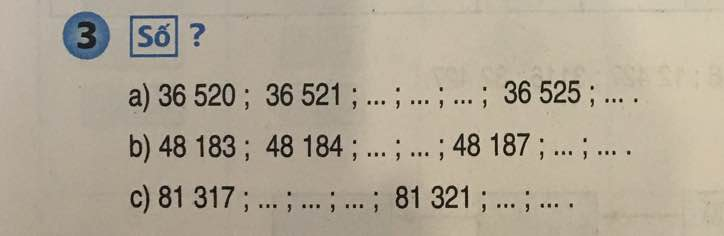 3 Số ?
a) 36 520 ; 36 521 ; ... ; ... ; ... ; 36 525 ; ... .
b) 48 183 ; 48 184 ; ... ; ... ; 48 187 ; ... ; ... .
c) 81 317 ; ... ; ... ; ... ; 81 321 ; ... ; ... .